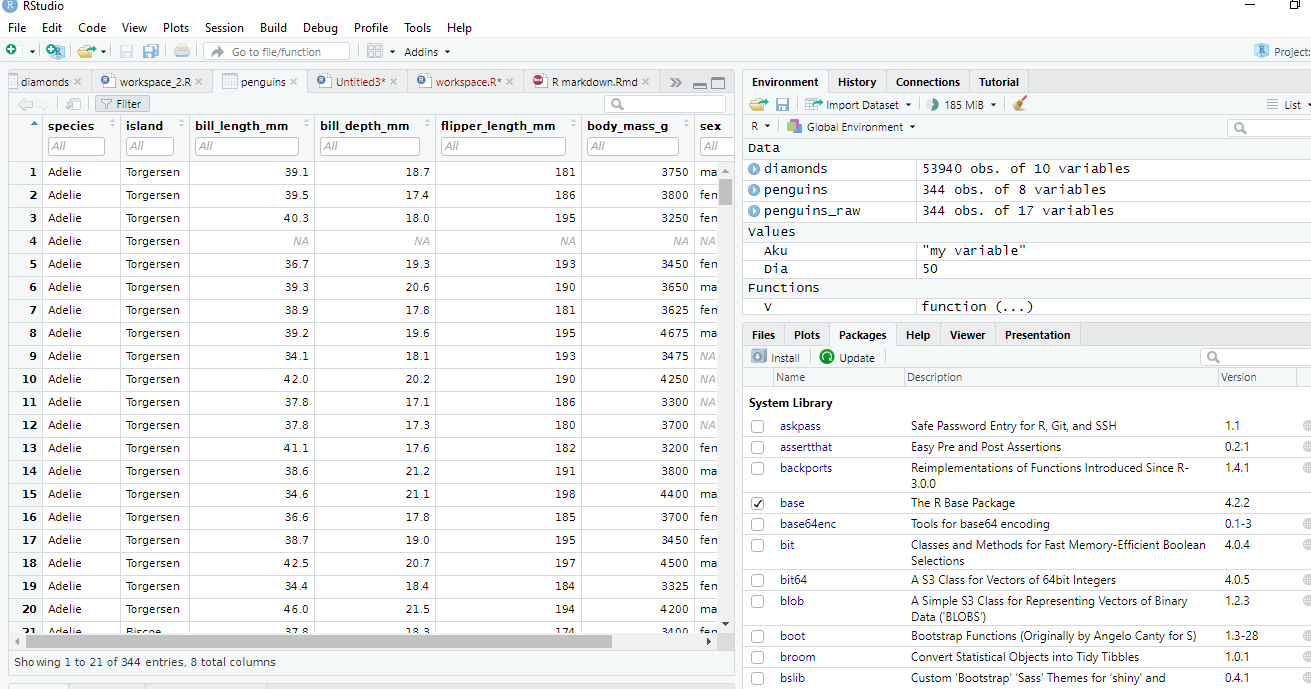 RStudio
File Edit Code View Plots Session Build Debug Profile Tools Help
Go to file/function Addins Project:
diamonds workspace_2.R penguins Untitled3* workspace.R* R markdown.Rmd
Filter
species island bill_length_mm bill_depth_mm flipper_length_mm body_mass_g sex
All All All All All All All
1 Adelie Torgersen 39.1 18.7 181 3750 ma
2 Adelie Torgersen 39.5 17.4 186 3800 fen
3 Adelie Torgersen 40.3 18.0 195 3250 fen
4 Adelie Torgersen NA NA NA NA NA
5 Adelie Torgersen 36.7 19.3 193 3450 fen
6 Adelie Torgersen 39.3 20.6 190 3650 ma
7 Adelie Torgersen 38.9 17.8 181 3625 fen
8 Adelie Torgersen 39.2 19.6 195 4675 ma
9 Adelie Torgersen 34.1 18.1 193 3475 NA
10 Adelie Torgersen 42.0 20.2 190 4250 NA
11 Adelie Torgersen 37.8 17.1 186 3300 NA
12 Adelie Torgersen 37.8 17.3 180 3700 NA
13 Adelie Torgersen 41.1 17.6 182 3200 fen
14 Adelie Torgersen 38.6 21.2 191 3800 ma
15 Adelie Torgersen 34.6 21.1 198 4400 ma
16 Adelie Torgersen 36.6 17.8 185 3700 fen
17 Adelie Torgersen 38.7 19.0 195 3450 fen
18 Adelie Torgersen 42.5 20.7 197 4500 ma
19 Adelie Torgersen 34.4 18.4 184 3325 fen
20 Adelie Torgersen 46.0 21.5 194 4200 ma
21 Adelie Biscoe 37.8 18.3 174 3400 fen
Showing 1 to 21 of 344 entries, 8 total columns
Environment History Connections Tutorial
Import Dataset 185 MiB List
R Global Environment
Data
diamonds 53940 obs. of 10 variables
penguins 344 obs. of 8 variables
penguins_raw 344 obs. of 17 variables
Values
Aku "my variable"
Dia 50
Functions
V function (...)
Files Plots Packages Help Viewer Presentation
Install Update
Name Description Version
System Library
askpass Safe Password Entry for R, Git, and SSH 1.1
assertthat Easy Pre and Post Assertions 0.2.1
backports Reimplementations of Functions Introduced Since R- 1.4.1
3.0.0
base The R Base Package 4.2.2
base64enc Tools for base64 encoding 0.1-3
bit Classes and Methods for Fast Memory-Efficient Boolean 4.0.4
Selections
bit64 A S3 Class for Vectors of 64bit Integers 4.0.5
blob A Simple S3 Class for Representing Vectors of Binary 1.2.3
Data ('BLOBS')
boot Bootstrap Functions (Originally by Angelo Canty for S) 1.3-28
broom Convert Statistical Objects into Tidy Tibbles 1.0.1
bslib Custom 'Bootstrap' 'Sass' Themes for 'shiny' and 0.4.1